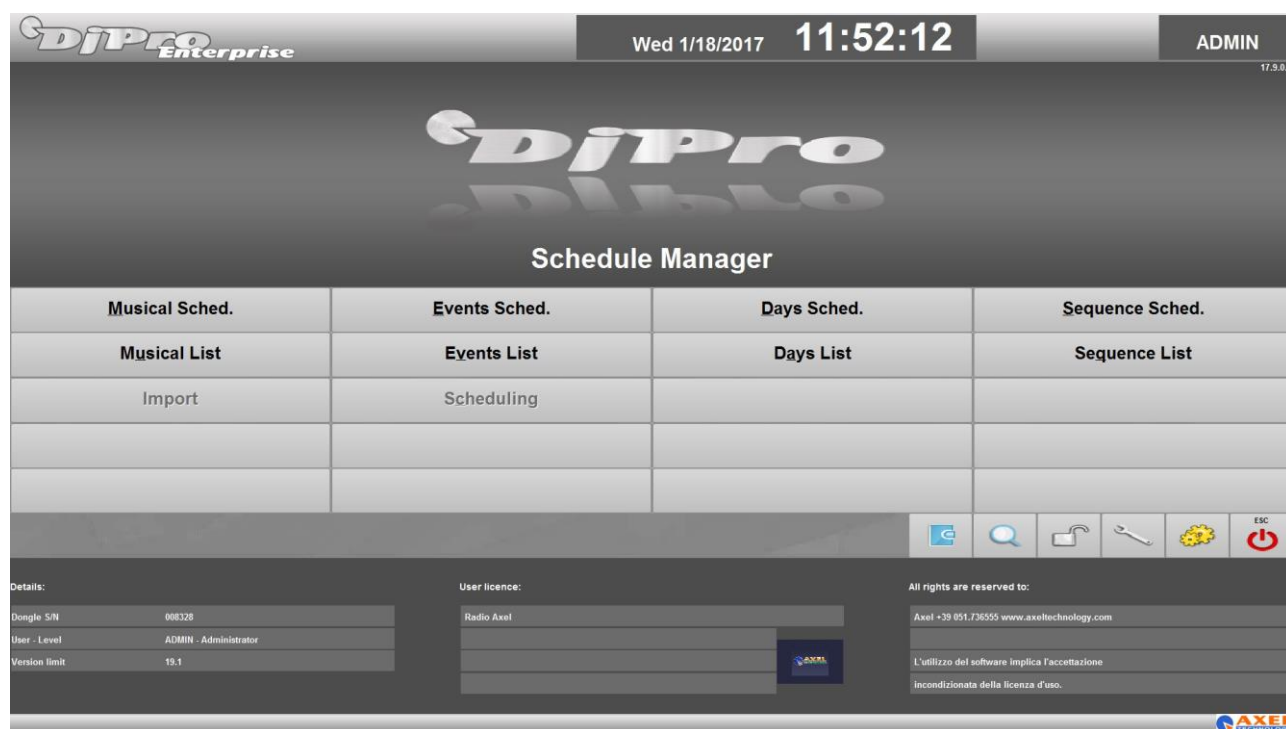 DjPro Enterprise
Wed 1/18/2017 11:52:12
ADMIN
17.9.0.
DjPro
Schedule Manager
Musical Sched. Events Sched. Days Sched. Sequence Sched.
Musical List Events List Days List Sequence List
Import Scheduling
ESC
Details: User licence: All rights are reserved to:
Dongle S/N 008328 Radio Axel Axel +39 051.736555 www.axeltechnology.com
User - Level ADMIN - Administrator
Version limit 19.1 AXEL L'utilizzo del software implica l'accettazione
incondizionata della licenza d'uso.
AXEL